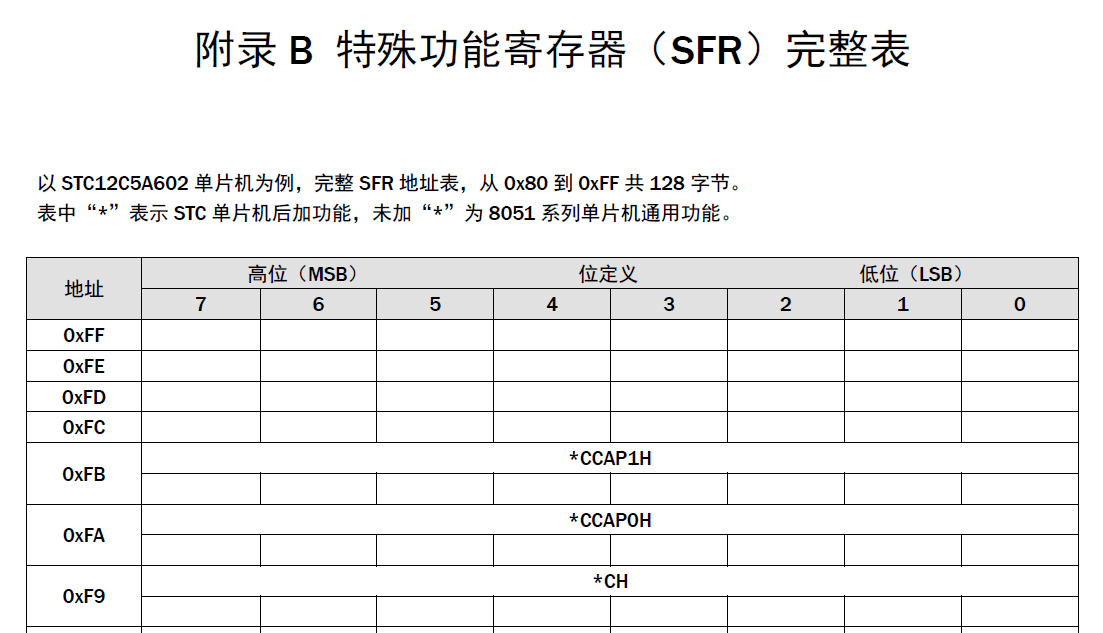 附录 B 特殊功能寄存器（SFR）完整表
以 STC12C5A602 单片机为例，完整 SFR 地址表，从 0x80 到 0xFF 共 128 字节。
表中“*”表示 STC 单片机后加功能，未加“*”为 8051 系列单片机通用功能。
地址 高位（MSB） 位定义 低位（LSB）
7 6 5 4 3 2 1 0
0xFF
0xFE
0xFD
0xFC
0xFB
*CCAP1H
0xFA
*CCAP0H
0xF9
*CH